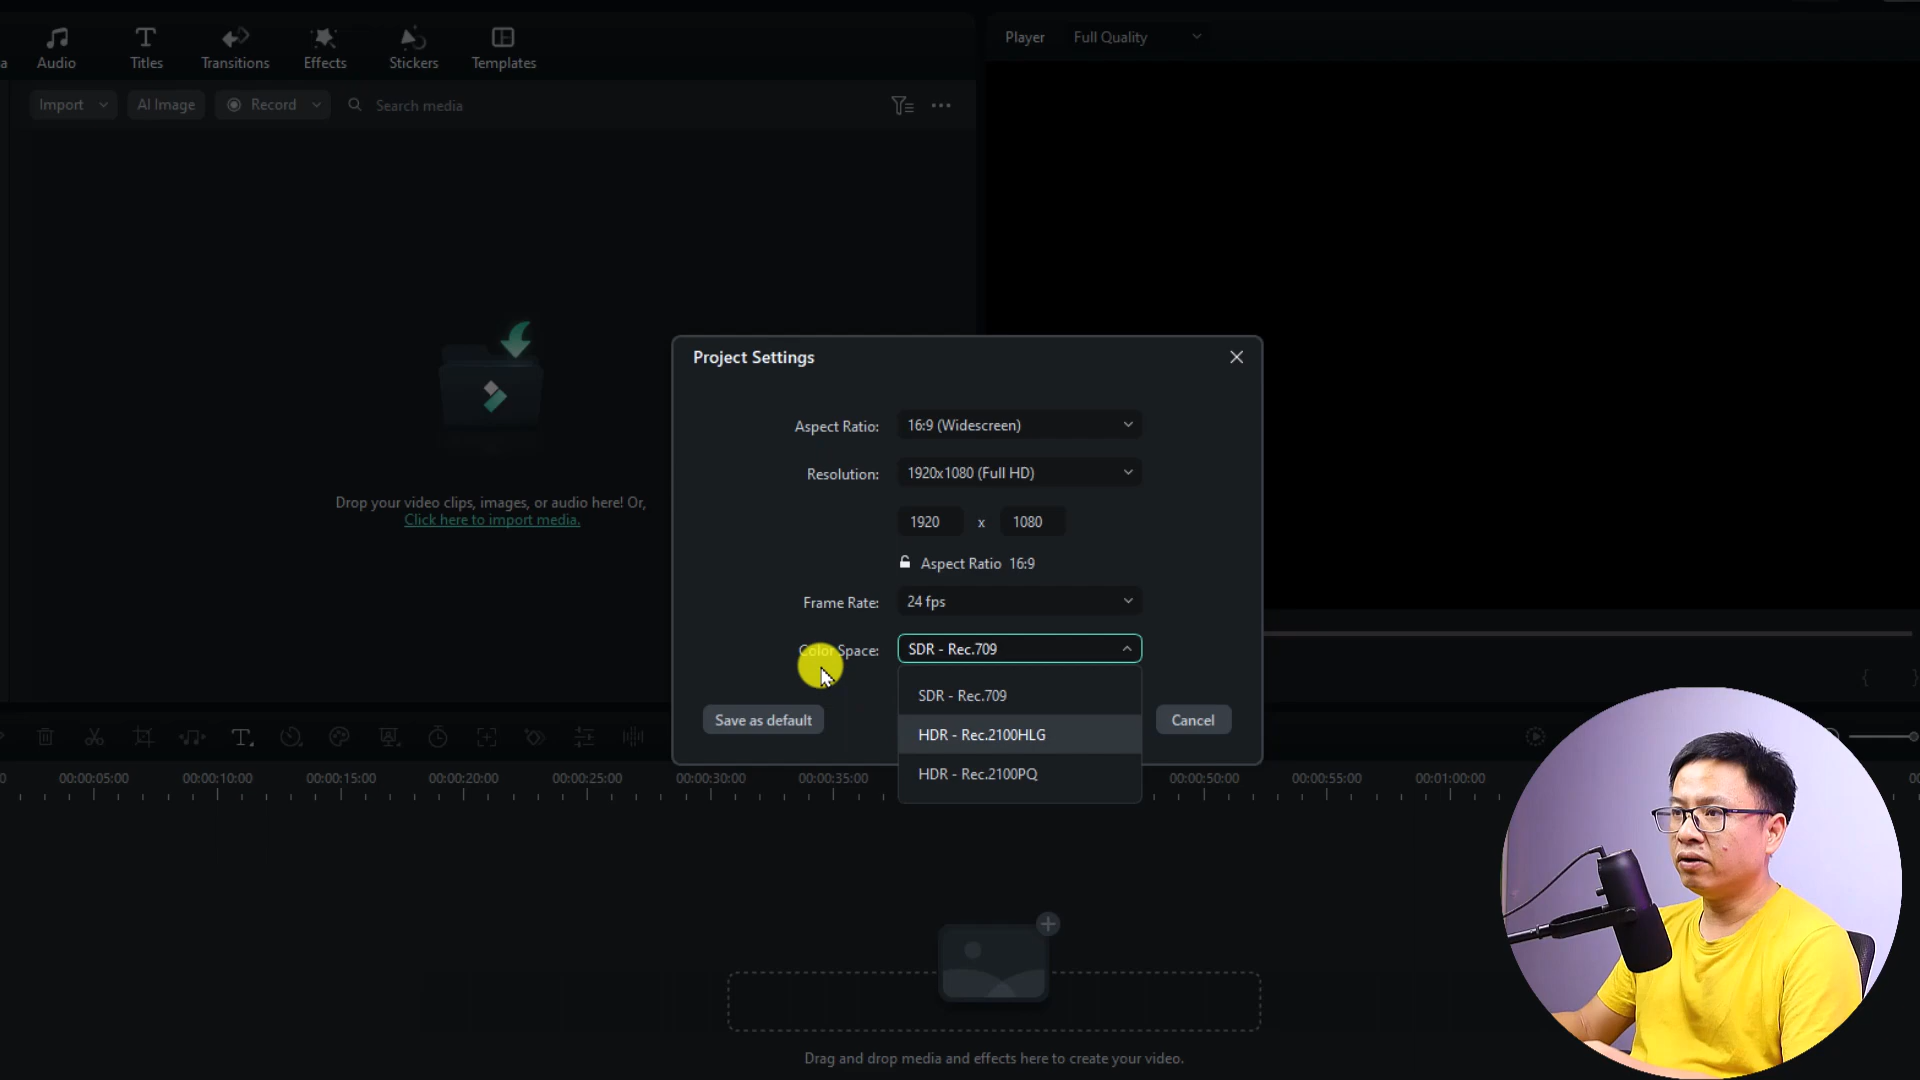 Audio
Titles
Transitions
Effects
Stickers
Templates
Player
Full Quality
Import
AI Image
Record
Search media
Drop your video clips, images, or audio here! Or,
Click here to import media.
Project Settings
Aspect Ratio: 16:9 (Widescreen)
Resolution: 1920x1080 (Full HD)
1920 x 1080
Aspect Ratio 16:9
Frame Rate: 24 fps
Color Space: SDR - Rec.709
SDR - Rec.709
HDR - Rec.2100HLG
HDR - Rec.2100PQ
Save as default
Cancel
00:00:05:00 00:00:10:00 00:00:15:00 00:00:20:00 00:00:25:00 00:00:30:00 00:00:35:00 00:00:50:00 00:00:55:00 00:01:00:00
Drag and drop media and effects here to create your video.